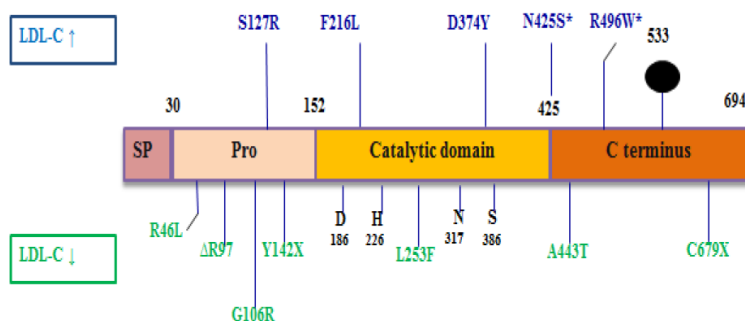 LDL-C ↑
S127R F216L D374Y N425S* R496W*
533
30 152 425 694
SP Pro Catalytic domain C terminus
D H N S
186 226 317 386
R46L ΔR97 Y142X L253F A443T C679X
LDL-C ↓
G106R